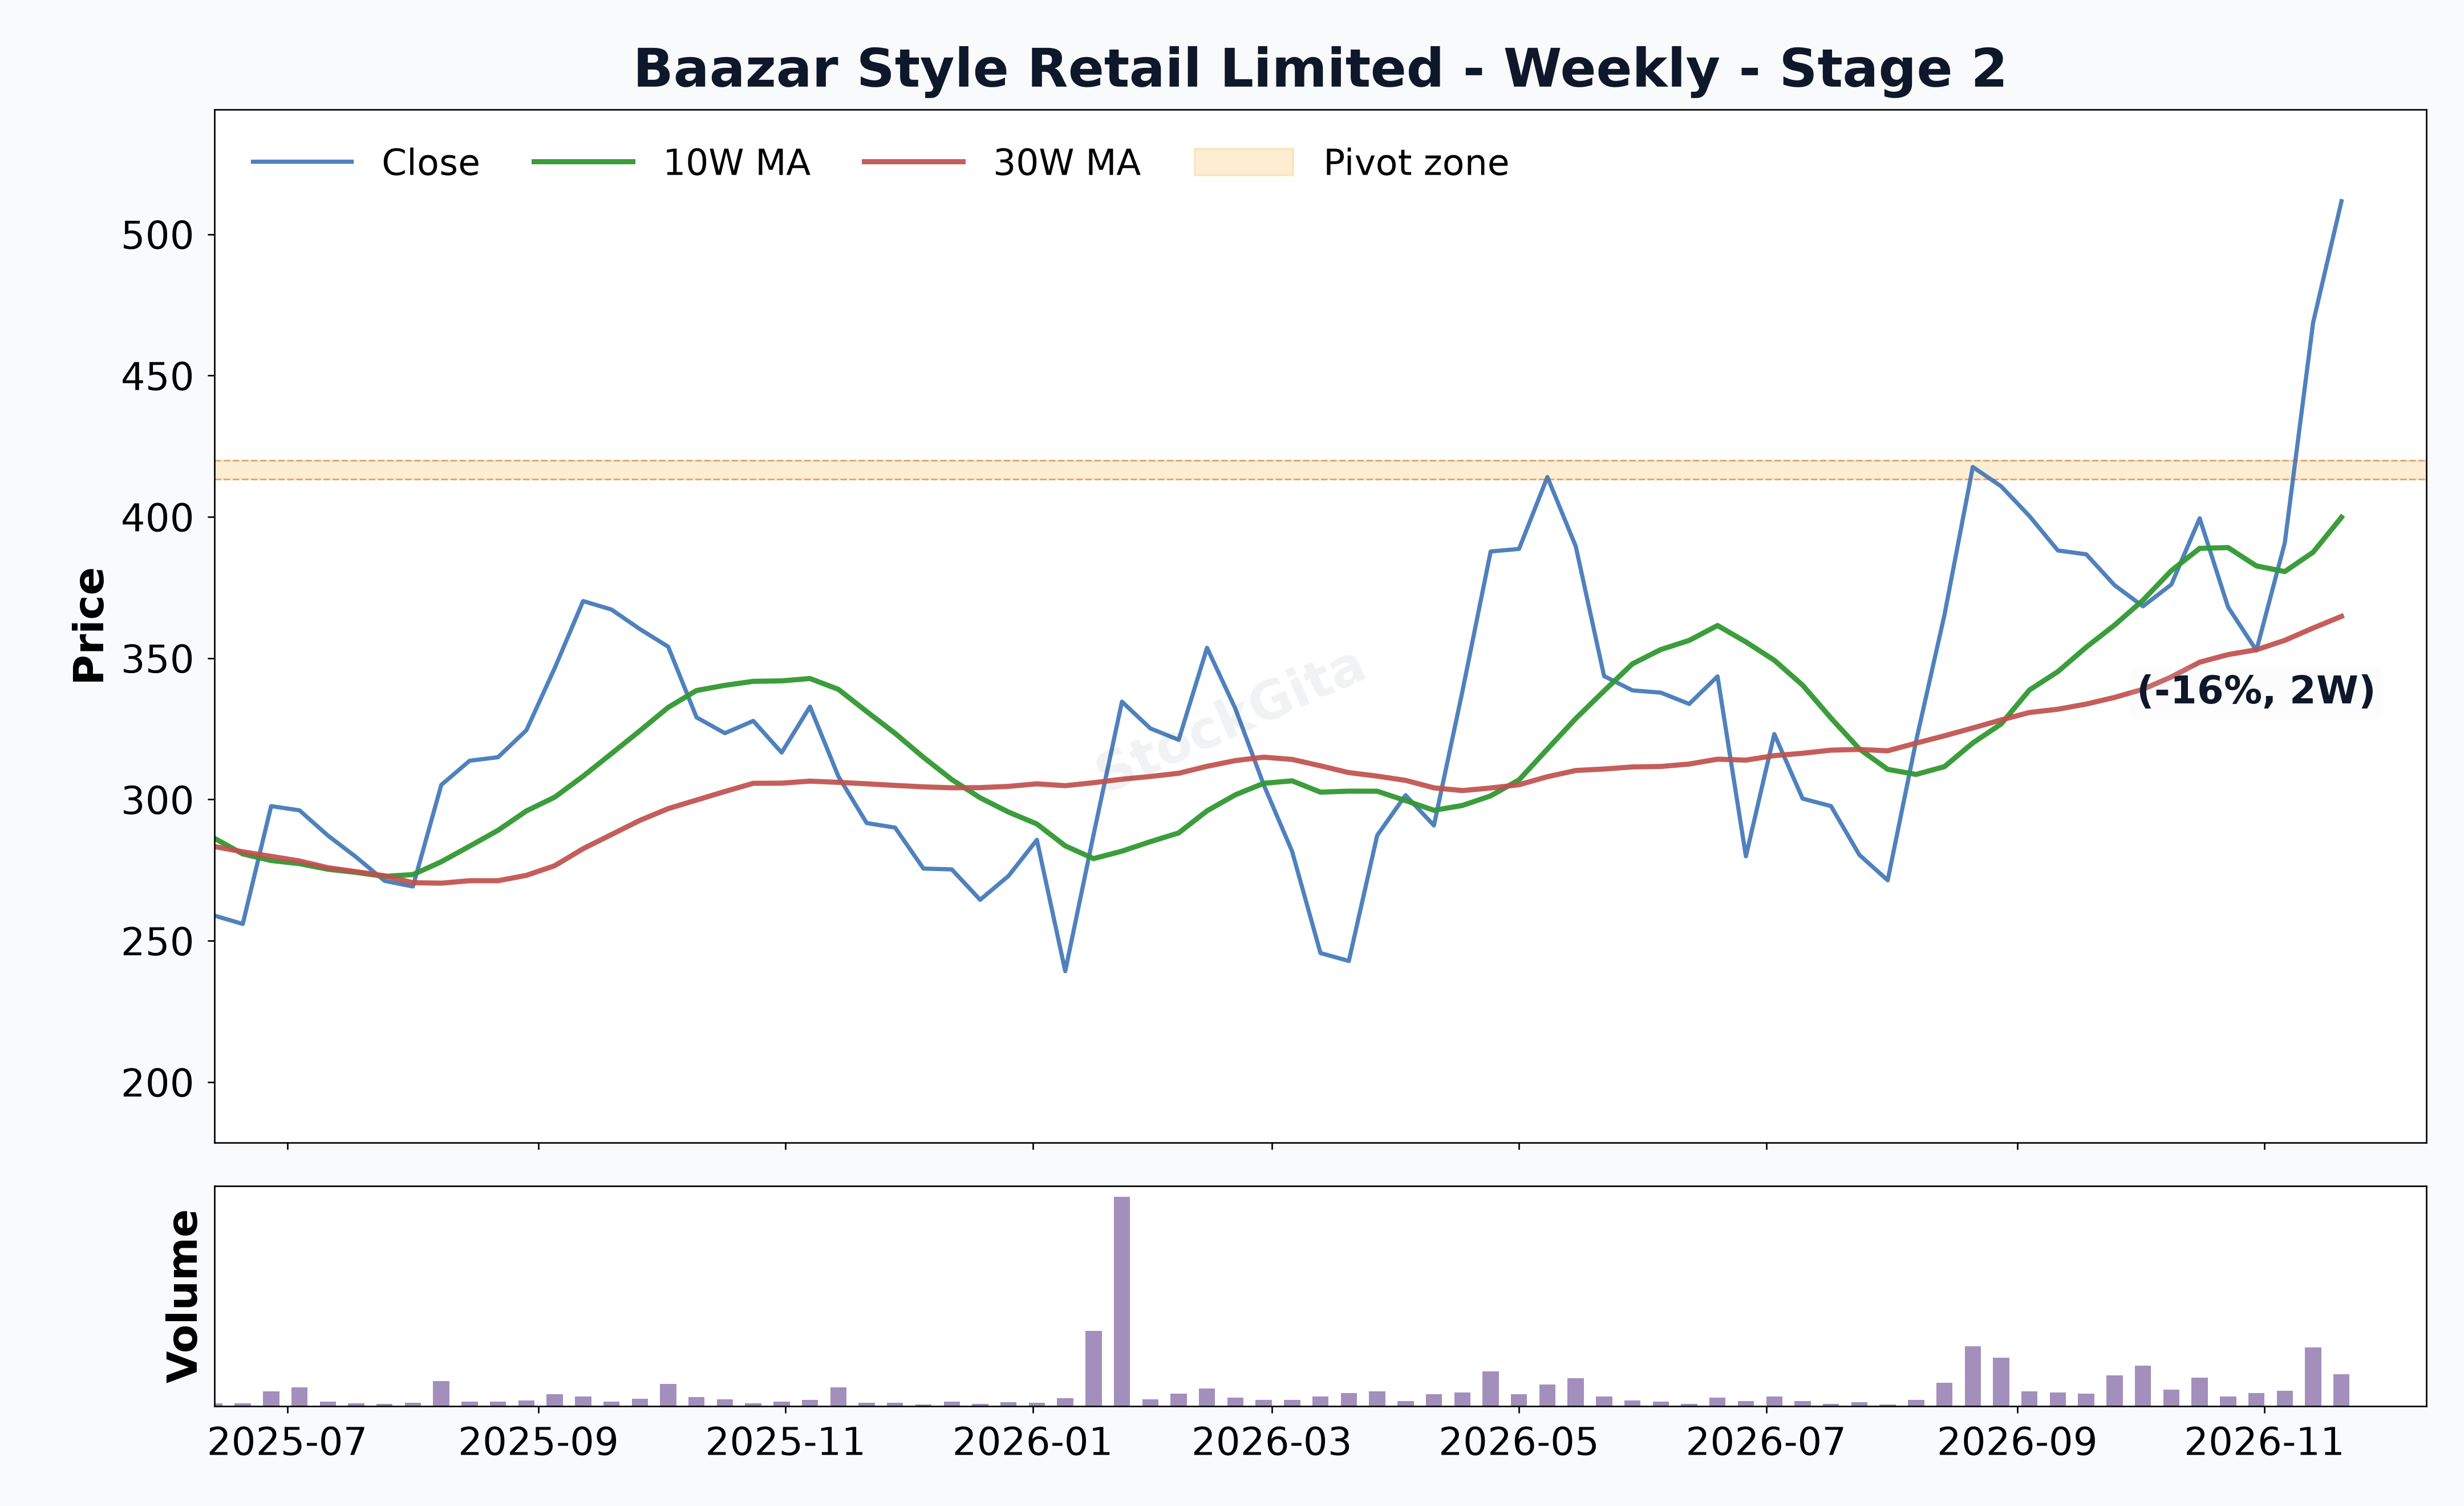 Baazar Style Retail Limited - Weekly - Stage 2
Close 10W MA 30W MA Pivot zone
500
450
400
350
300
250
200
Price
StockGita
(-16%, 2W)
Volume
2025-07 2025-09 2025-11 2026-01 2026-03 2026-05 2026-07 2026-09 2026-11